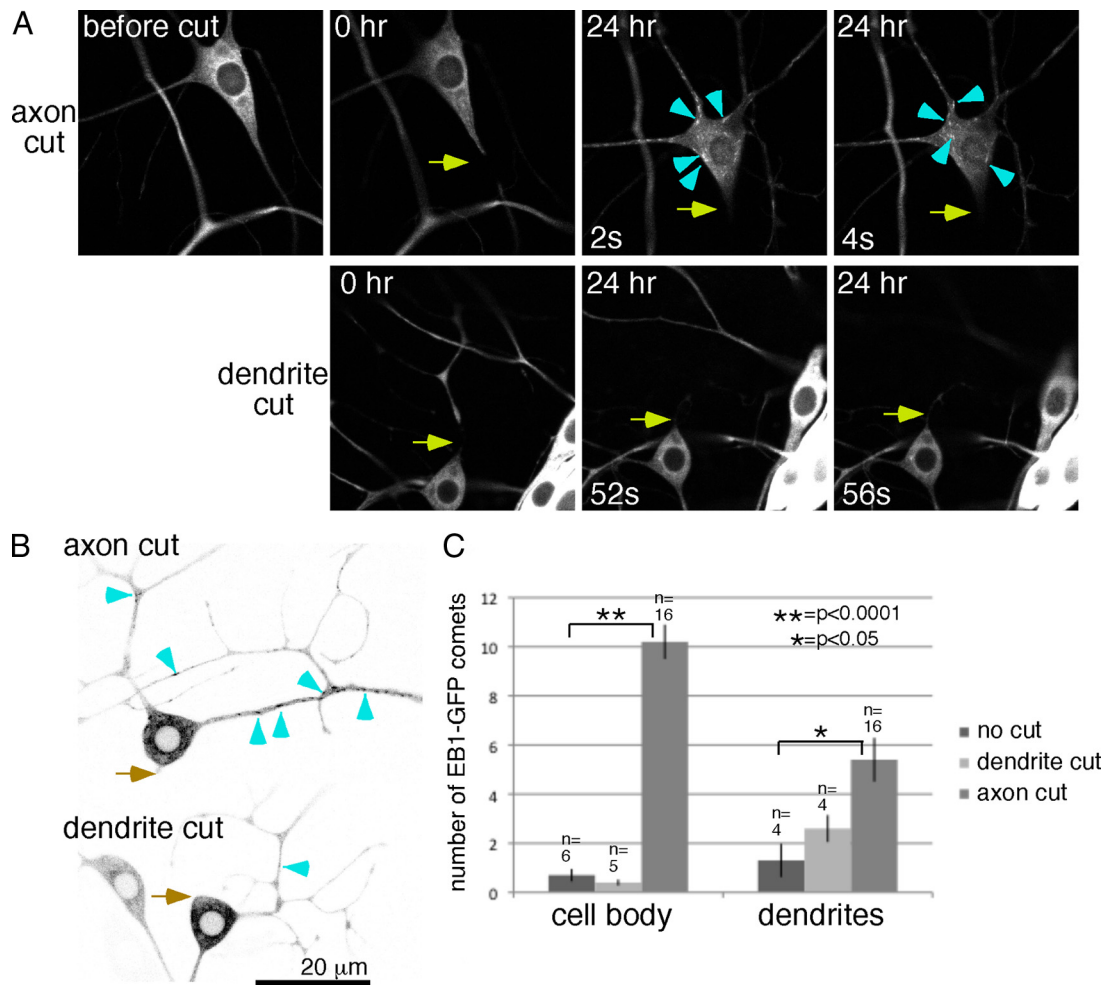 A
axon cut
before cut
0 hr
24 hr
24 hr
2s
4s
dendrite cut
0 hr
24 hr
24 hr
52s
56s
B
axon cut
dendrite cut
20 μm
C
number of EB1-GFP comets
12
10
8
6
4
2
0
**
n=16
**=p<0.0001
*=p<0.05
n=6
n=5
*
n=4
n=4
n=16
cell body
dendrites
no cut
dendrite cut
axon cut